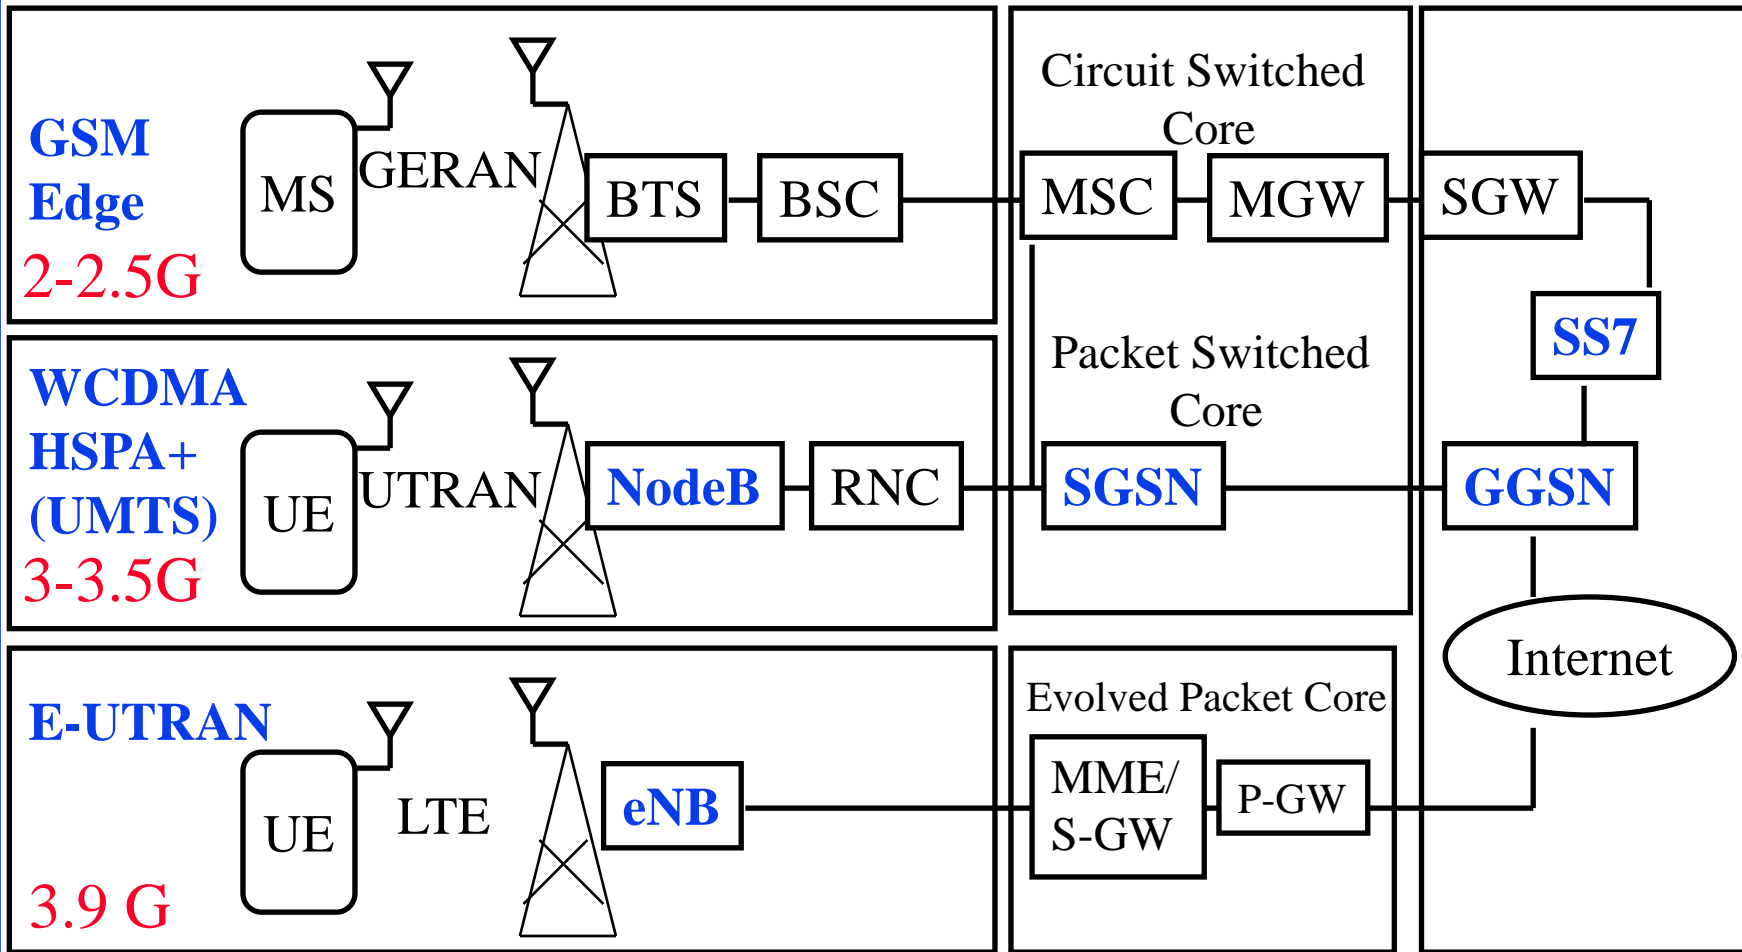 GSM
Edge
2-2.5G
MS
GERAN
BTS
BSC
Circuit Switched
Core
MSC
MGW
SGW
SS7
WCDMA
HSPA+
(UMTS)
3-3.5G
UE
UTRAN
NodeB
RNC
Packet Switched
Core
SGSN
GGSN
Internet
E-UTRAN
3.9 G
UE
LTE
eNB
Evolved Packet Core
MME/
S-GW
P-GW